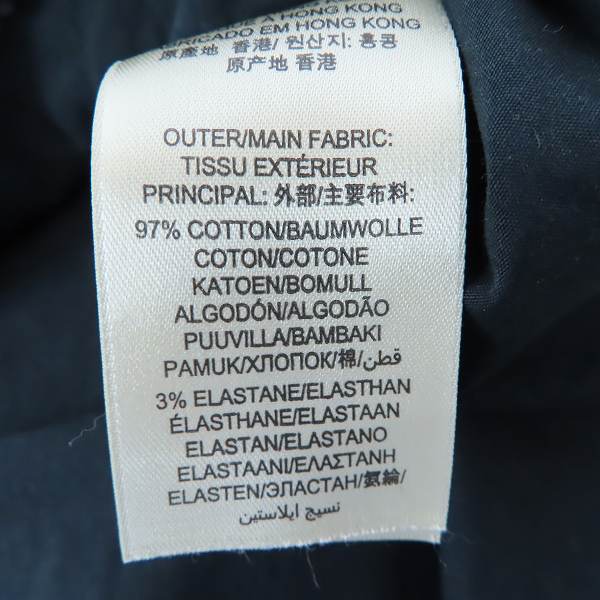 À HONG KONG
FABRICADO EM HONG KONG
原產地 香港/ 원산지: 홍콩
原产地 香港
OUTER/MAIN FABRIC:
TISSU EXTÉRIEUR
PRINCIPAL: 外部/主要布料:
97% COTTON/BAUMWOLLE
COTON/COTONE
KATOEN/BOMULL
ALGODÓN/ALGODÃO
PUUVILLA/BAMBAKI
PAMUK/ХЛОПОК/棉/قطن/
3% ELASTANE/ELASTHAN
ÉLASTHANE/ELASTAAN
ELASTAN/ELASTANO
ELASTAANI/ΕΛΑΣΤΑΝΗ
ELASTEN/ЭЛАСТАН/氨綸/
نسيج ايلاستين